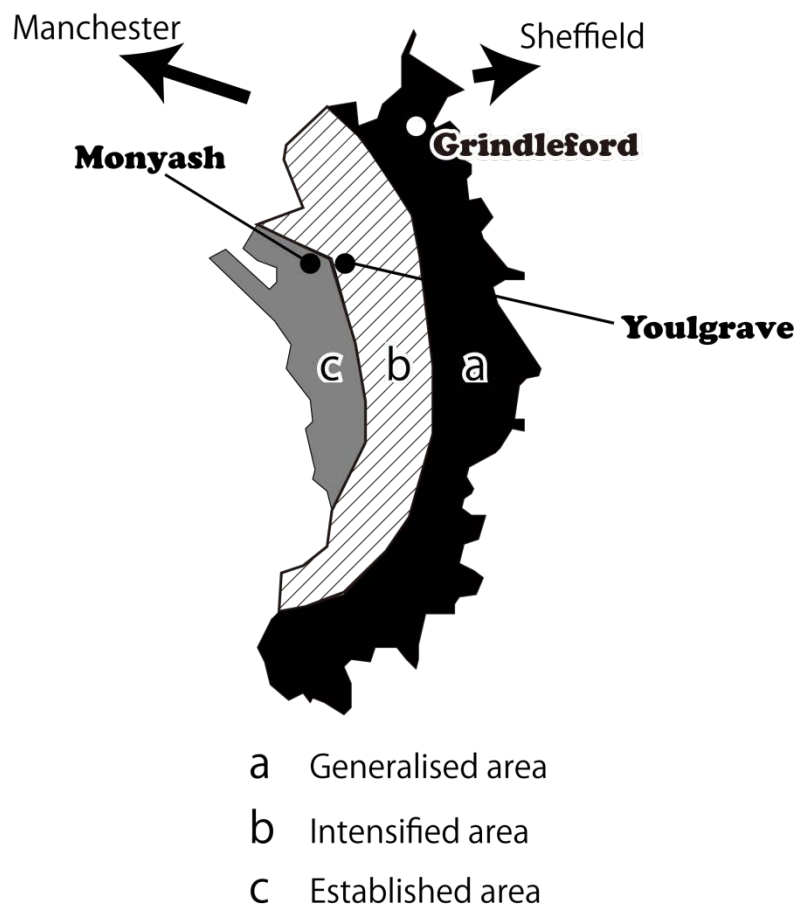 Manchester
Sheffield
Grindleford
Monyash
Youlgrave
c b a
a Generalised area
b Intensified area
c Established area